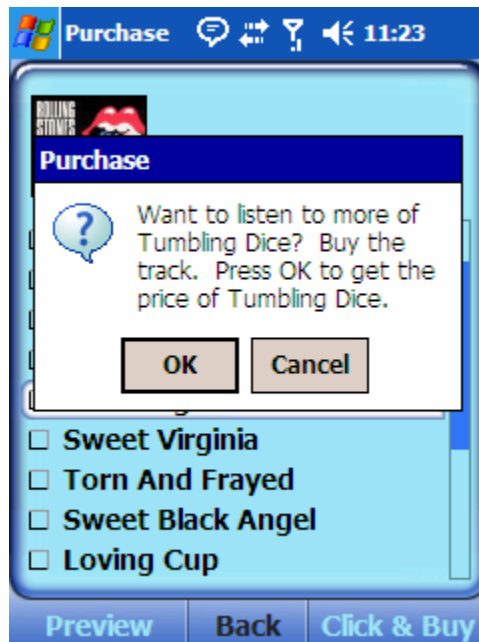 Purchase 11:23
ROLLING
STONES
Purchase
Want to listen to more of
Tumbling Dice? Buy the
track. Press OK to get the
price of Tumbling Dice.
OK Cancel
Sweet Virginia
Torn And Frayed
Sweet Black Angel
Loving Cup
Preview Back Click & Buy